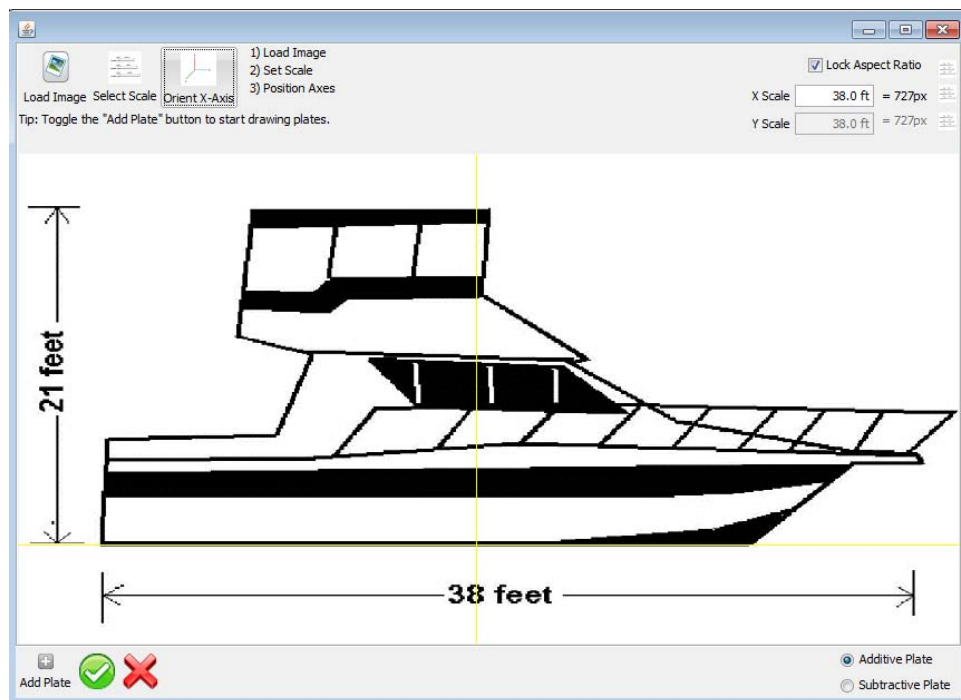 1) Load Image
2) Set Scale
3) Position Axes
Lock Aspect Ratio
Load Image
Select Scale
Orient X-Axis
X Scale 38.0 ft = 727px
Tip: Toggle the "Add Plate" button to start drawing plates.
Y Scale 38.0 ft = 727px
21 feet
38 feet
Add Plate
Additive Plate
Subtractive Plate